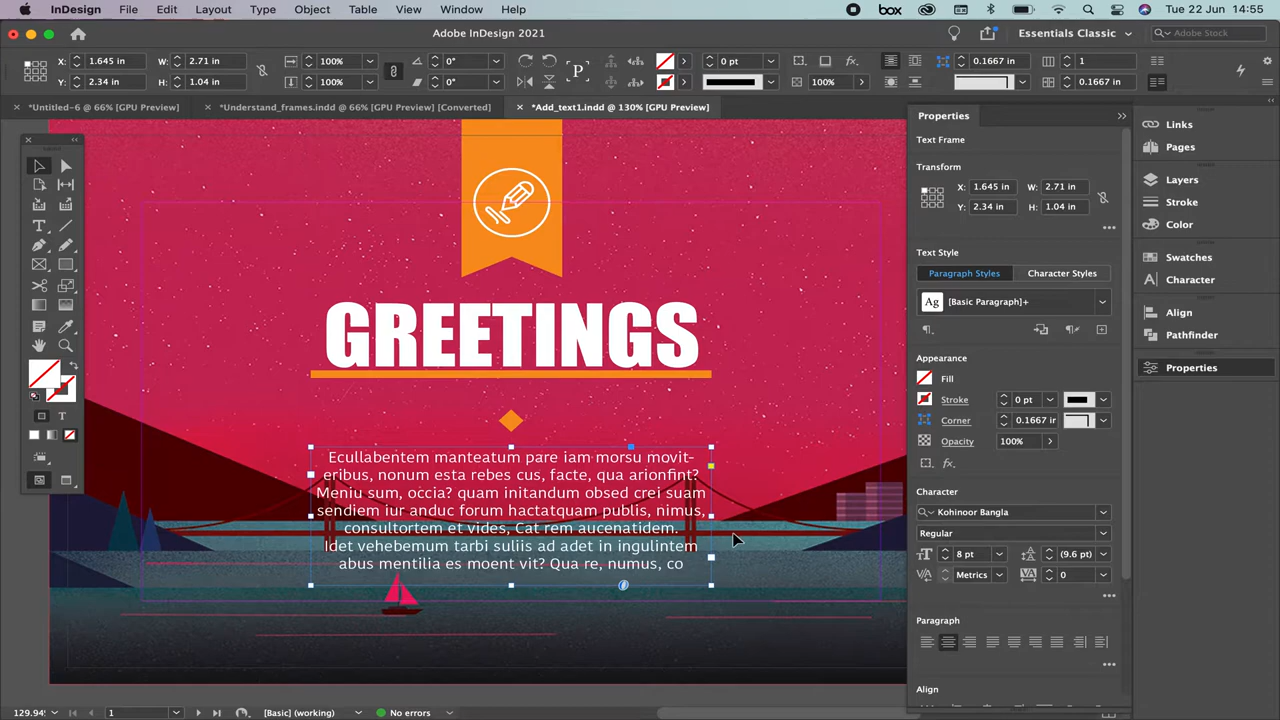 InDesign File Edit Layout Type Object Table View Window Help box Tue 22 Jun 14:55
Adobe InDesign 2021 Essentials Classic Adobe Stock
X: 1.645 in W: 2.71 in 100% 0° P 0 pt fx. 0.1667 in 1
Y: 2.34 in H: 1.04 in 100% 0° 100% 0.1667 in
*Untitled-6 @ 66% [GPU Preview] *Understand_frames.indd @ 66% [GPU Preview] [Converted] *Add_text1.indd @ 130% [GPU Preview]
Properties
Text Frame
Transform
X: 1.645 in W: 2.71 in
Y: 2.34 in H: 1.04 in
Text Style
Paragraph Styles Character Styles
Ag [Basic Paragraph]+
Appearance
Fill
Stroke 0 pt
Corner 0.1667 ir
Opacity 100%
fx.
Character
Kohinoor Bangla
Regular
8 pt (9.6 pt)
Metrics 0
Paragraph
Align
Links
Pages
Layers
Stroke
Color
Swatches
Character
Align
Pathfinder
Properties
GREETINGS
Ecullabentem manteatum pare iam morsu movit-
eribus, nonum esta rebes cus, facte, qua arionfint?
Meniu sum, occia? quam initandum obsed crei suam
sendiem iur anduc forum hactatquam publis, nimus,
consultortem et vides, Cat rem aucenatidem.
Idet vehebemum tarbi suliis ad adet in ingulintem
abus mentilia es moent vit? Qua re, numus, co
129.94% 1 [Basic] (working) No errors